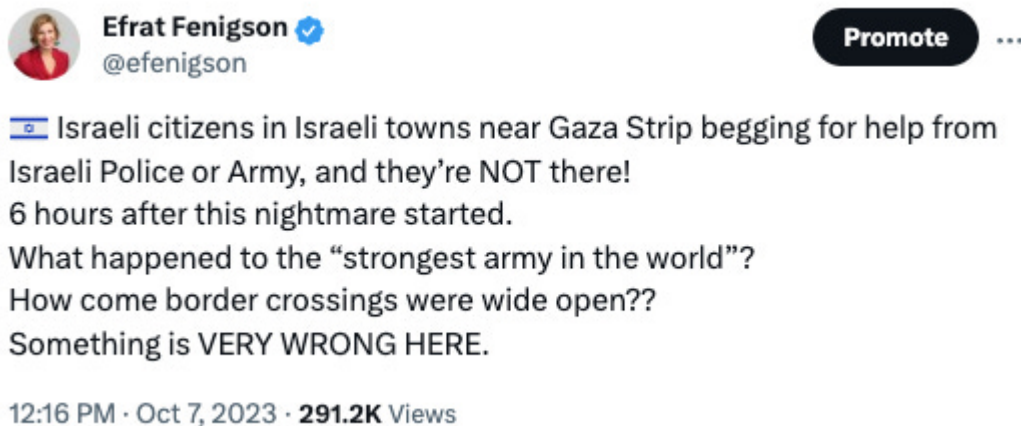 Efrat Fenigson
@efenigson
Promote
🇮🇱 Israeli citizens in Israeli towns near Gaza Strip begging for help from
Israeli Police or Army, and they’re NOT there!
6 hours after this nightmare started.
What happened to the “strongest army in the world”?
How come border crossings were wide open??
Something is VERY WRONG HERE.
12:16 PM · Oct 7, 2023 · 291.2K Views